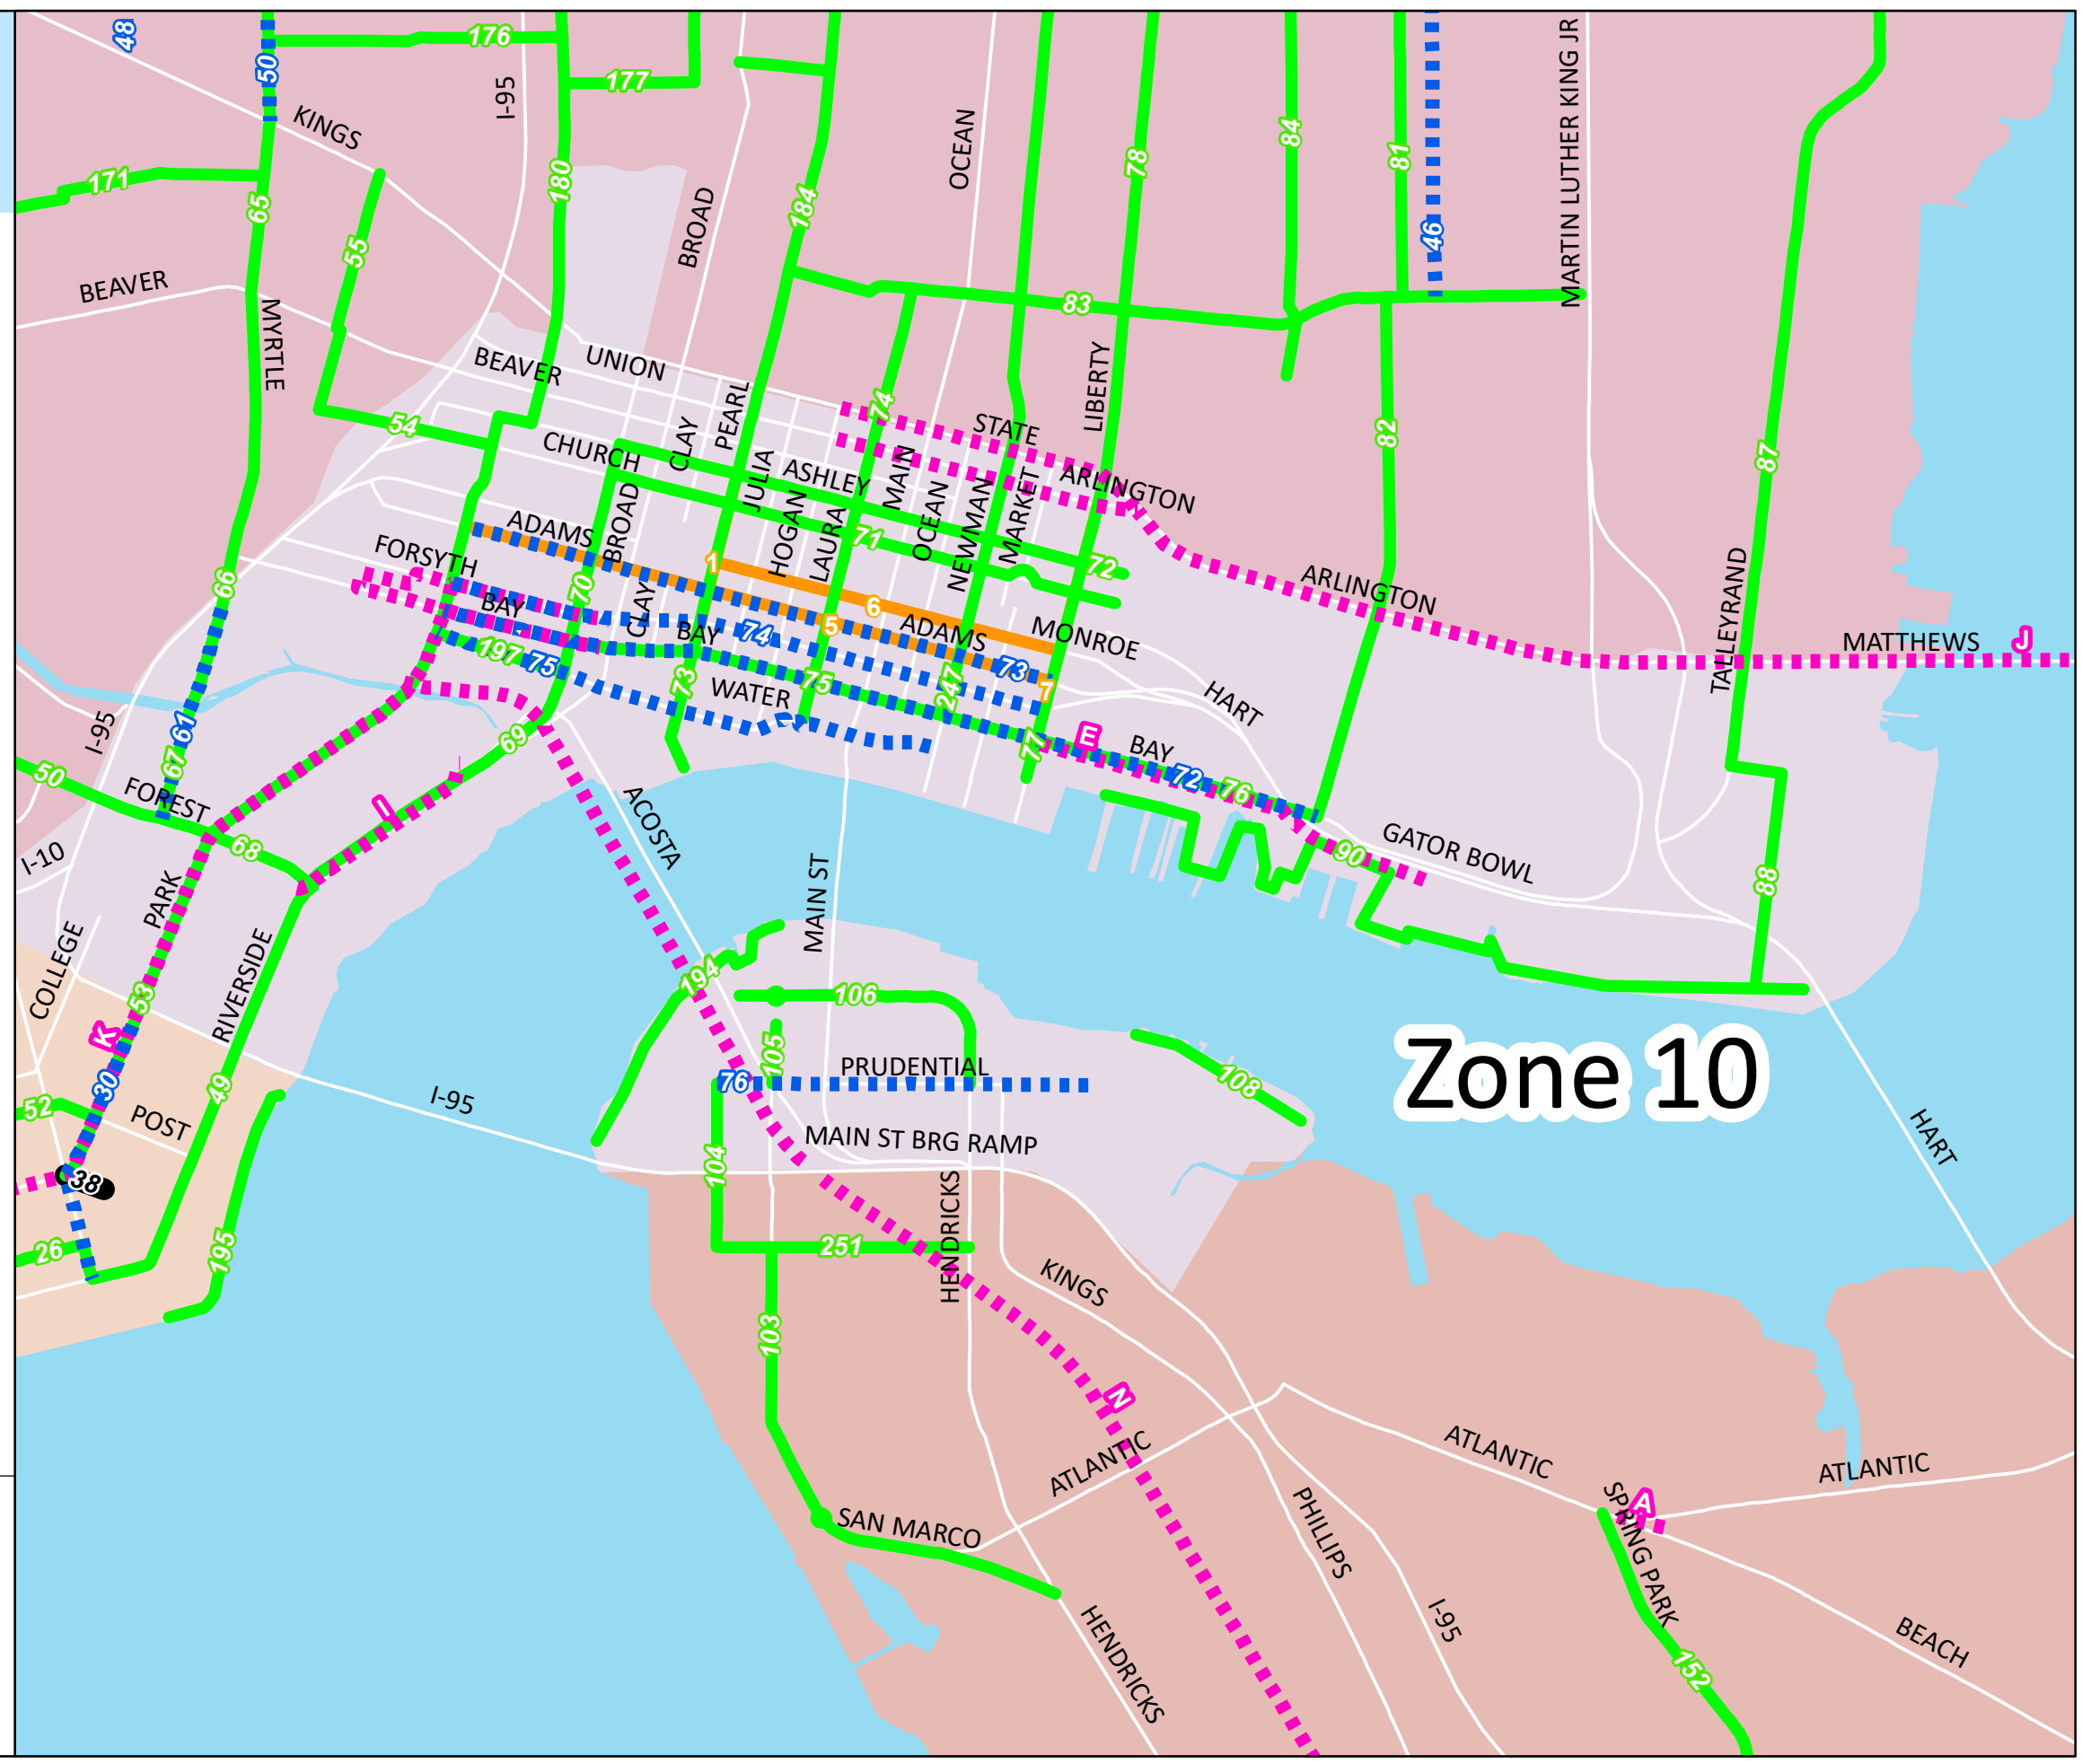 48
50
176
I-95
177
KINGS
171
65
180
55
BROAD
184
OCEAN
78
84
81
46
MARTIN LUTHER KING JR
BEAVER
MYRTLE
83
BEAVER
UNION
54
CHURCH
CLAY
PEARL
74
STATE
LIBERTY
82
87
ASHLEY
JULIA
MAIN
ARLINGTON
ADAMS
BROAD
HOGAN
LAURA
71
OCEAN
NEWMAN
MARKET
72
FORSYTH
66
BAY
70
CLAY
1
6
5
ADAMS
MONROE
ARLINGTON
TALLEYRAND
MATTHEWS
J
197
75
BAY
74
73
7
73
WATER
75
247
HART
I-95
61
67
69
77
E
BAY
72
76
50
FOREST
68
I
ACOSTA
I-10
PARK
MAIN ST
90
GATOR BOWL
88
COLLEGE
RIVERSIDE
53
K
194
106
105
PRUDENTIAL
76
108
Zone 10
30
49
52
POST
I-95
MAIN ST BRG RAMP
HART
38
104
HENDRICKS
26
195
251
KINGS
103
N
ATLANTIC
ATLANTIC
ATLANTIC
A
SAN MARCO
PHILLIPS
SPRING PARK
I-95
HENDRICKS
152
BEACH